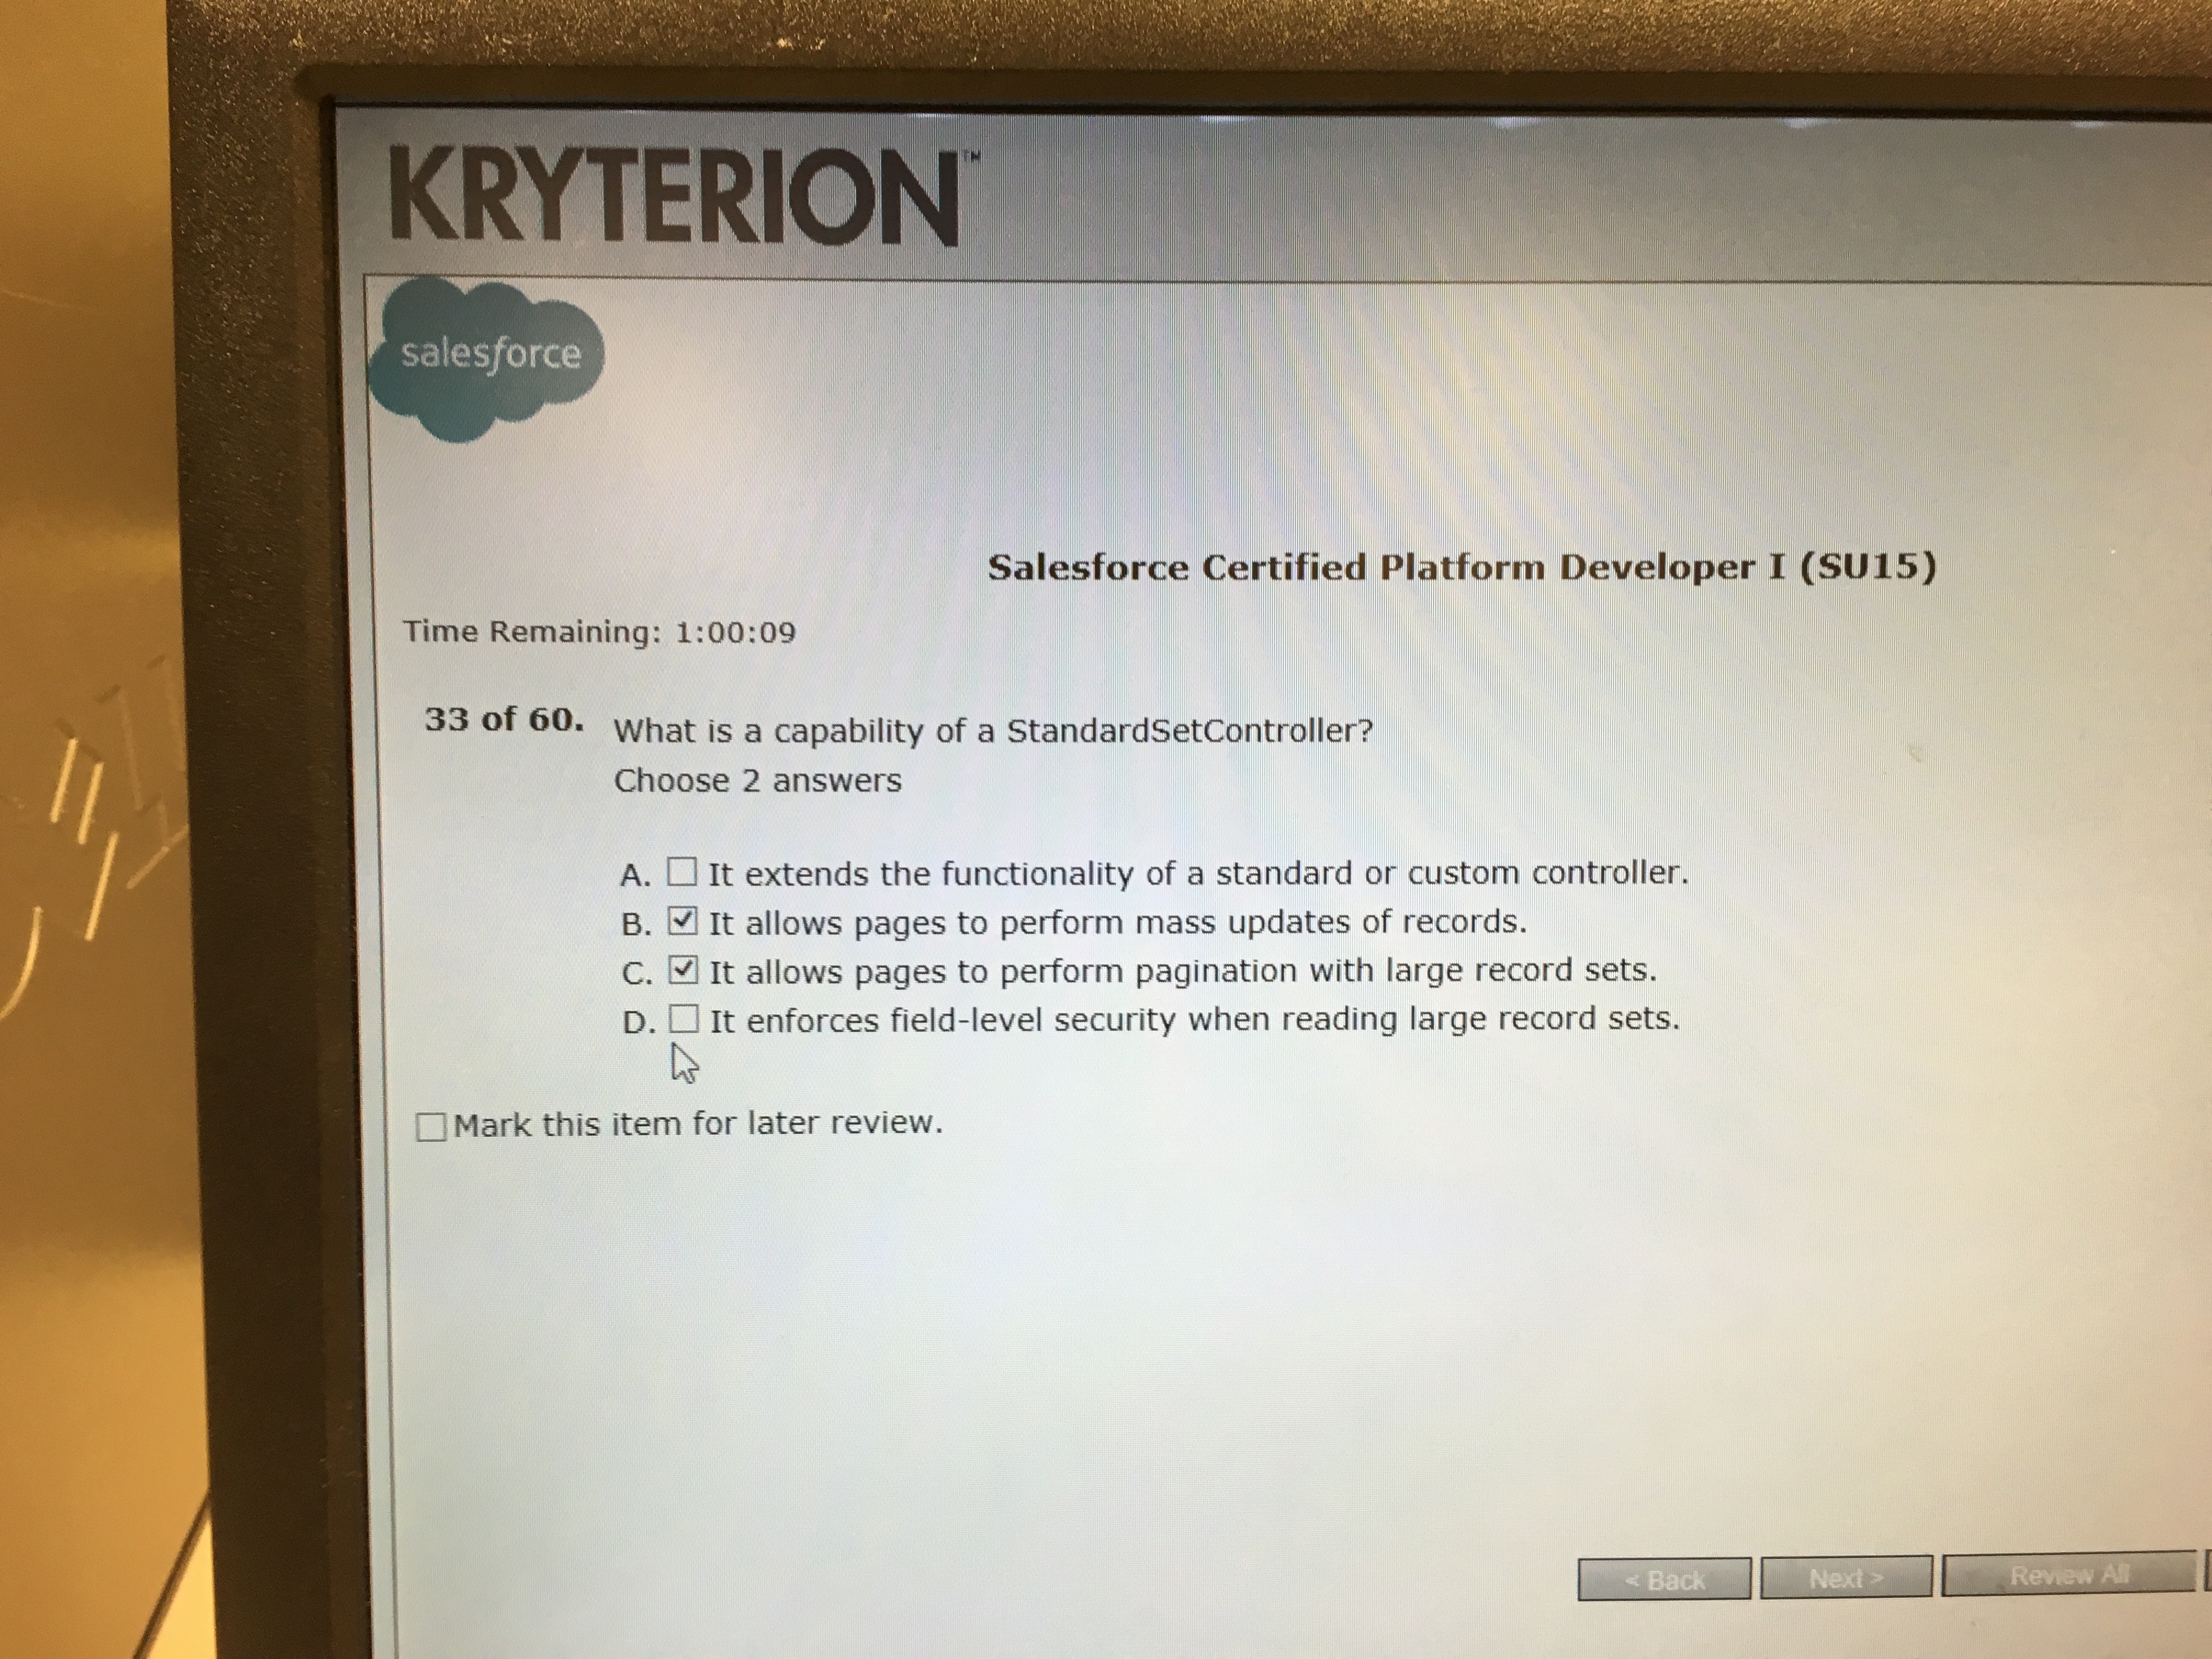 KRYTERION™
salesforce
Salesforce Certified Platform Developer I (SU15)
Time Remaining: 1:00:09
33 of 60. What is a capability of a StandardSetController?
Choose 2 answers
A. It extends the functionality of a standard or custom controller.
B. It allows pages to perform mass updates of records.
C. It allows pages to perform pagination with large record sets.
D. It enforces field-level security when reading large record sets.
Mark this item for later review.
< Back Next > Review All